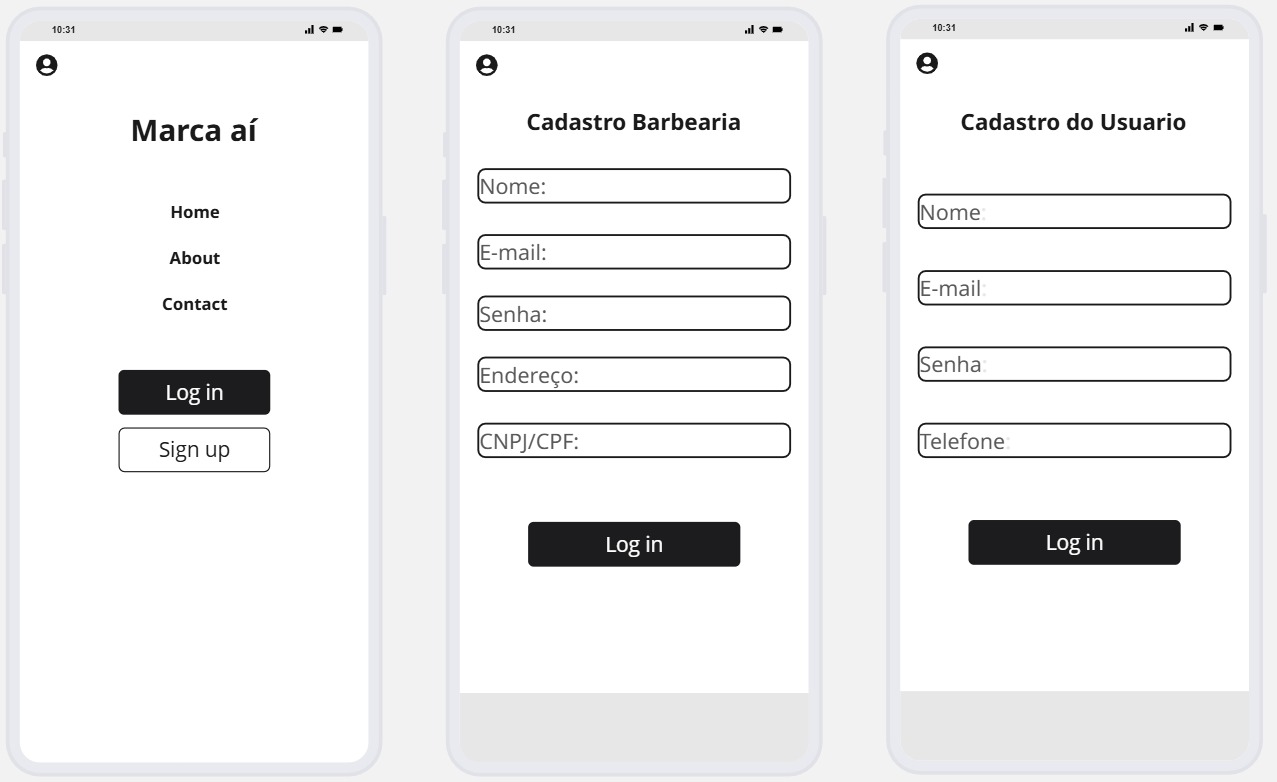 10:31
Marca aí
Home
About
Contact
Log in
Sign up
10:31
Cadastro Barbearia
Nome:
E-mail:
Senha:
Endereço:
CNPJ/CPF:
Log in
10:31
Cadastro do Usuario
Nome:
E-mail:
Senha:
Telefone:
Log in